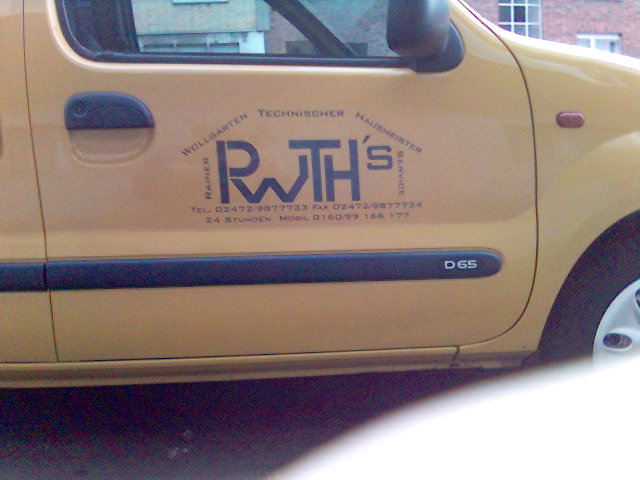 RAINER WOLLGARTEN TECHNISCHER HAUSMEISTER SERVICE
RWTH'S
TEL. 02472/9877733 FAX 02472/9877734
24 STUNDEN MOBIL 0160/99 166 177
D65